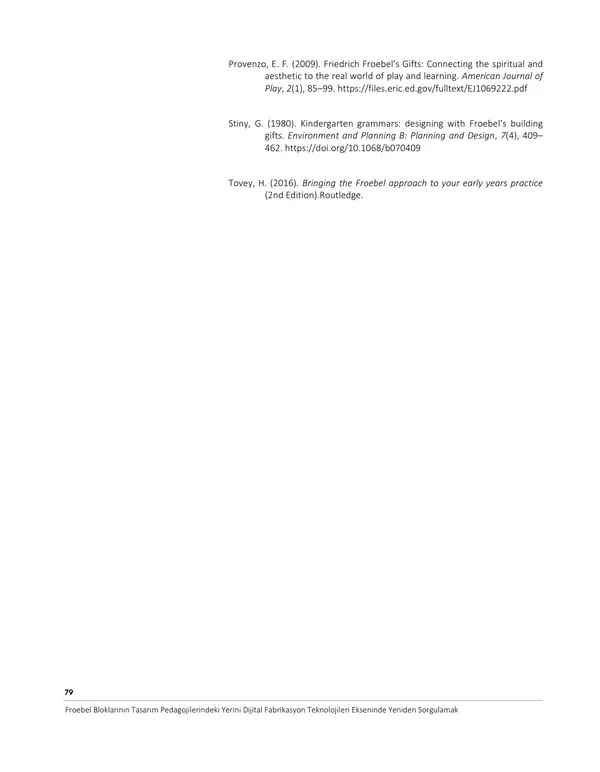 Provenzo, E. F. (2009). Friedrich Froebel's Gifts: Connecting the spiritual and
aesthetic to the real world of play and learning. American Journal of
Play, 2(1), 85–99. https://files.eric.ed.gov/fulltext/EJ1069222.pdf
Stiny, G. (1980). Kindergarten grammars: designing with Froebel's building
gifts. Environment and Planning B: Planning and Design, 7(4), 409–
462. https://doi.org/10.1068/b070409
Tovey, H. (2016). Bringing the Froebel approach to your early years practice
(2nd Edition).Routledge.
79
Froebel Bloklarının Tasarım Pedagojilerindeki Yerini Dijital Fabrikasyon Teknolojileri Ekseninde Yeniden Sorgulamak